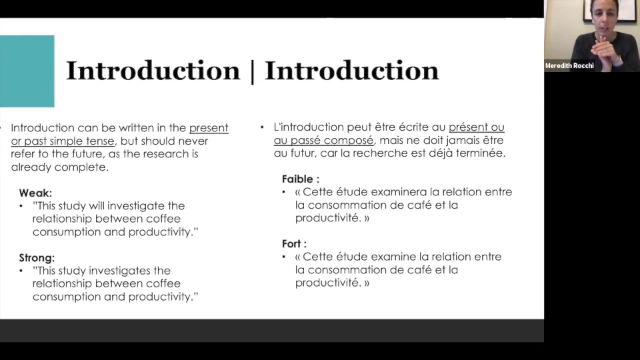 Introduction | Introduction
Introduction can be written in the present
or past simple tense, but should never
refer to the future, as the research is
already complete.
Weak:
• "This study will investigate the
relationship between coffee
consumption and productivity."
Strong:
• "This study investigates the
relationship between coffee
consumption and productivity."
• L'introduction peut être écrite au présent ou
au passé composé, mais ne doit jamais être
au futur, car la recherche est déjà terminée.
Faible :
• « Cette étude examinera la relation entre
la consommation de café et la
productivité. »
Fort :
• « Cette étude examine la relation entre
la consommation de café et la
productivité. »
Meredith Rocchi